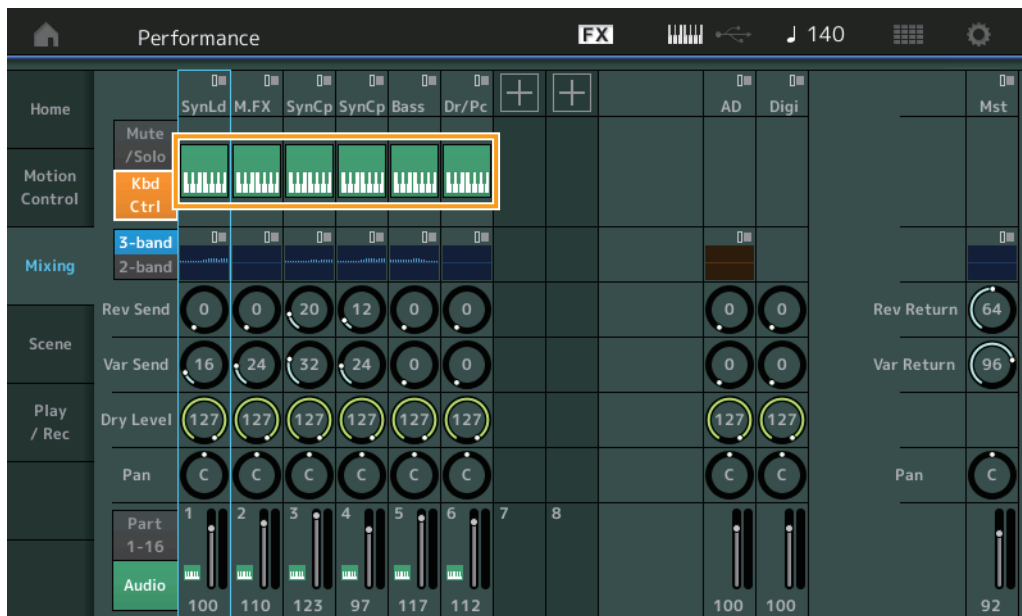 Performance FX 140
SynLd M.FX SynCp SynCp Bass Dr/Pc AD Digi Mst
Home
Mute
/Solo
Motion
Control
Kbd
Ctrl
3-band
2-band
Mixing
Rev Send 0 0 20 12 0 0 0 0 Rev Return 64
Scene
Var Send 16 24 32 24 0 0 0 0 Var Return 96
Play
/ Rec
Dry Level 127 127 127 127 127 127 127 127
Pan C C C C C C C C Pan C
Part
1-16
1 2 3 4 5 6 7 8
Audio
100 110 123 97 117 112 100 100 92